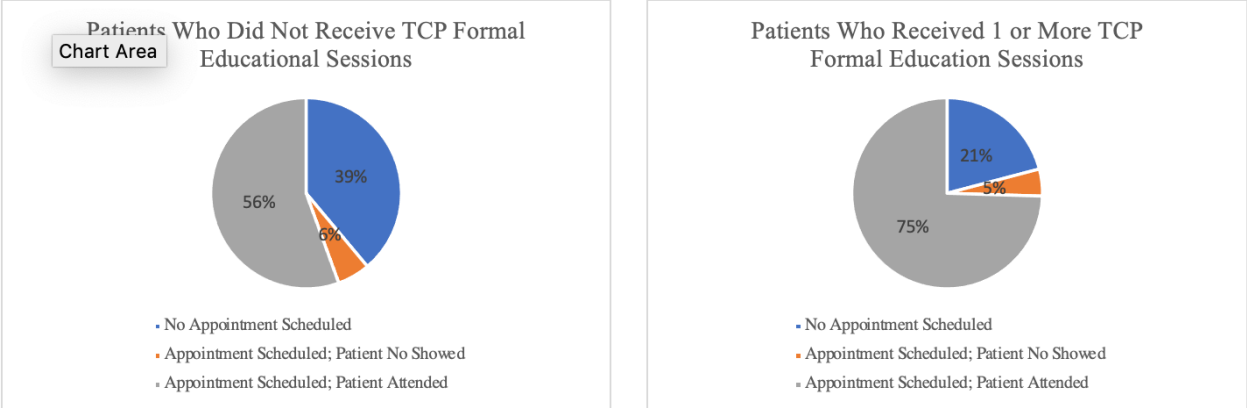 Patients Who Did Not Receive TCP Formal
Educational Sessions
Chart Area
39%
56%
6%
No Appointment Scheduled
Appointment Scheduled; Patient No Showed
Appointment Scheduled; Patient Attended
Patients Who Received 1 or More TCP
Formal Education Sessions
21%
5%
75%
No Appointment Scheduled
Appointment Scheduled; Patient No Showed
Appointment Scheduled; Patient Attended